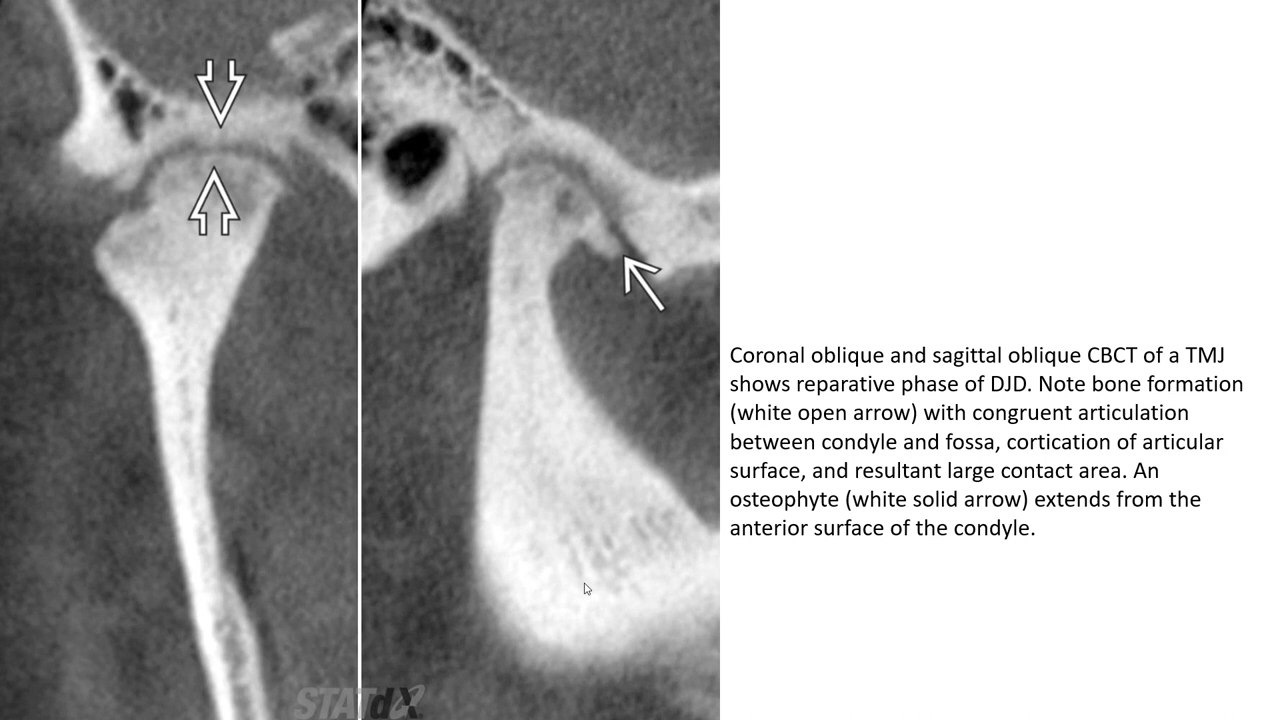 Coronal oblique and sagittal oblique CBCT of a TMJ
shows reparative phase of DJD. Note bone formation
(white open arrow) with congruent articulation
between condyle and fossa, cortication of articular
surface, and resultant large contact area. An
osteophyte (white solid arrow) extends from the
anterior surface of the condyle.
STATdx